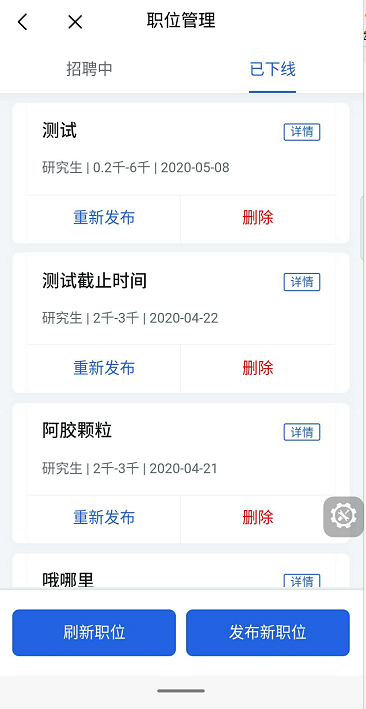 职位管理
招聘中 已下线
测试 详情
研究生 | 0.2千-6千 | 2020-05-08
重新发布 删除
测试截止时间 详情
研究生 | 2千-3千 | 2020-04-22
重新发布 删除
阿胶颗粒 详情
研究生 | 2千-3千 | 2020-04-21
重新发布 删除
哦哪里 详情
刷新职位 发布新职位